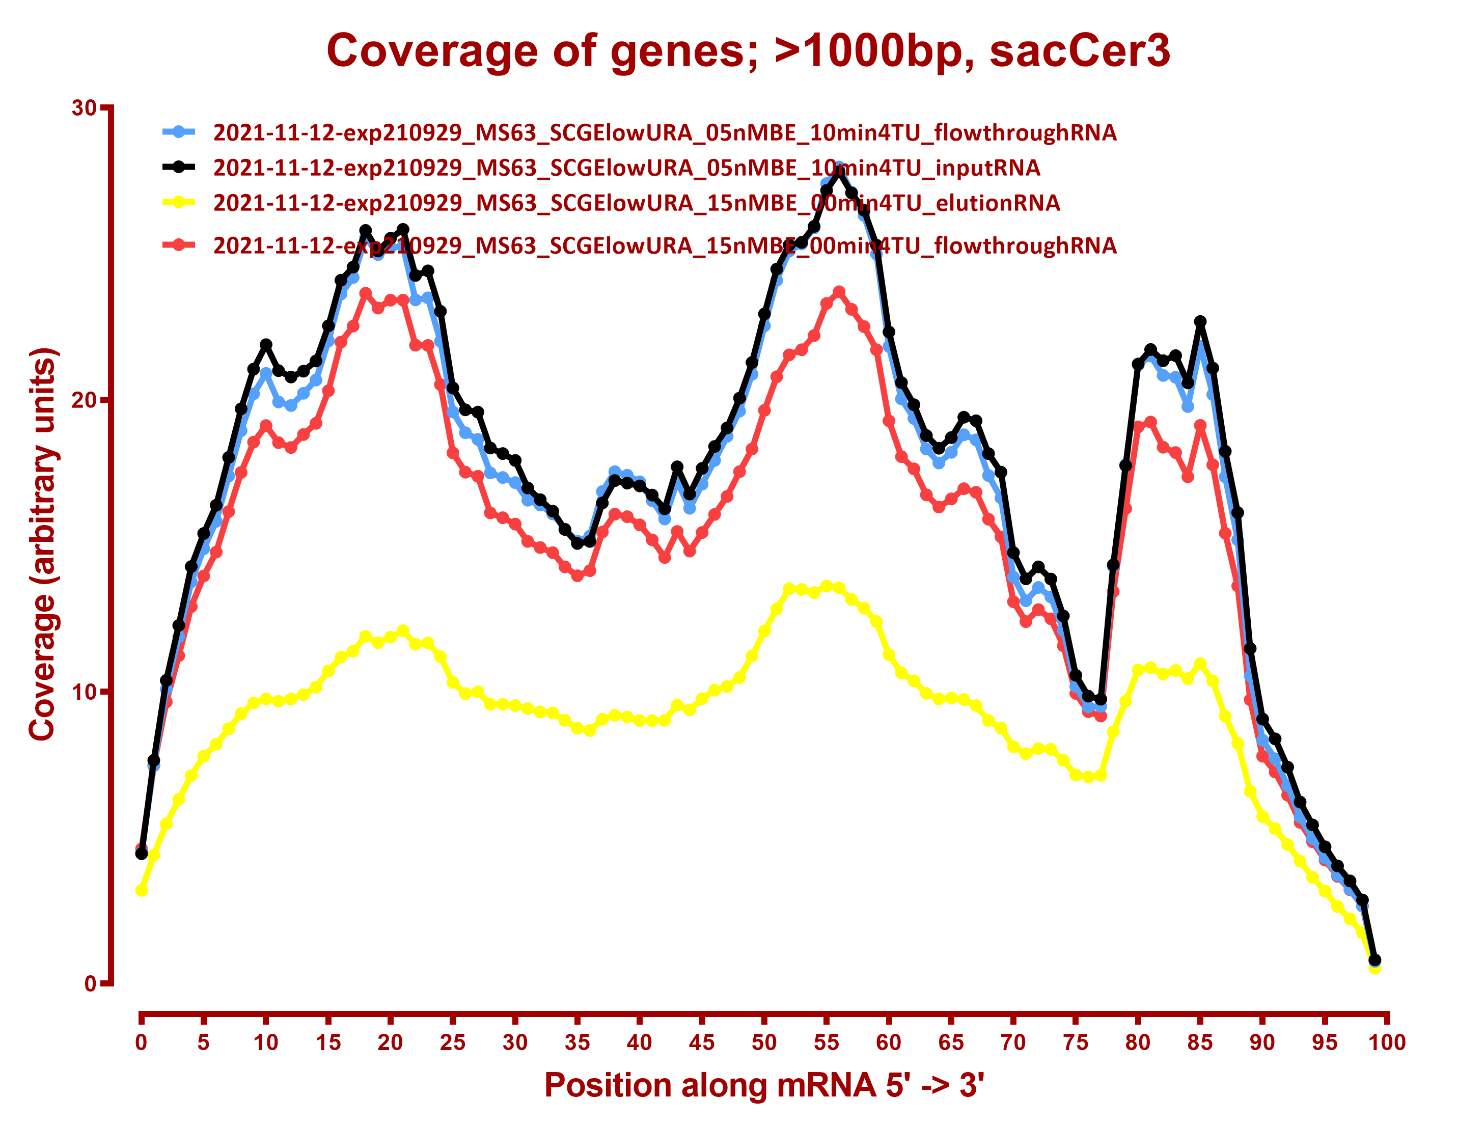 Coverage of genes; >1000bp, sacCer3
30
2021-11-12-exp210929_MS63_SCGElowURA_05nMBE_10min4TU_flowthroughRNA
2021-11-12-exp210929_MS63_SCGElowURA_05nMBE_10min4TU_inputRNA
2021-11-12-exp210929_MS63_SCGElowURA_15nMBE_00min4TU_elutionRNA
2021-11-12-exp210929_MS63_SCGElowURA_15nMBE_00min4TU_flowthroughRNA
Coverage (arbitrary units)
20
10
0
0 5 10 15 20 25 30 35 40 45 50 55 60 65 70 75 80 85 90 95 100
Position along mRNA 5' -> 3'